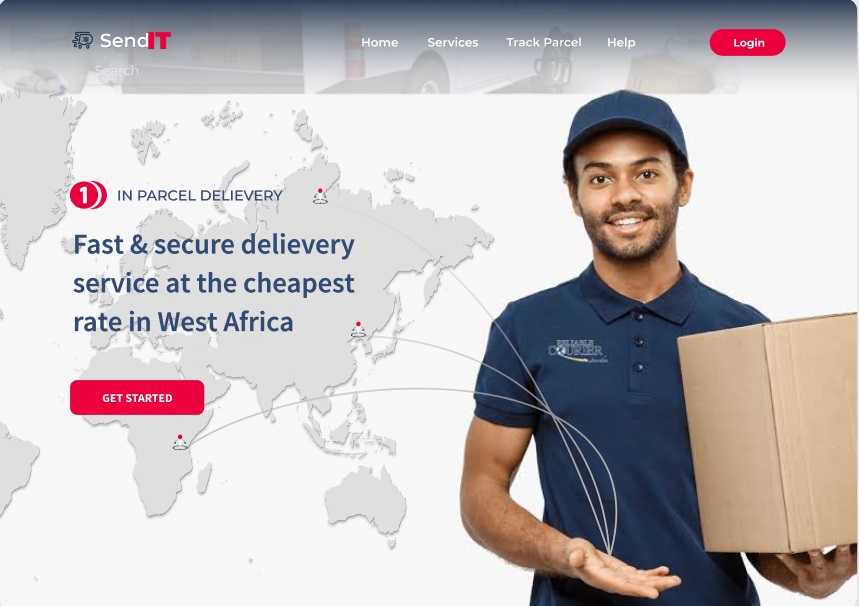 SendIT
Home
Services
Track Parcel
Help
Login
Search
1 IN PARCEL DELIEVERY
Fast & secure delievery
service at the cheapest
rate in West Africa
GET STARTED
RELIABLE
COURIER